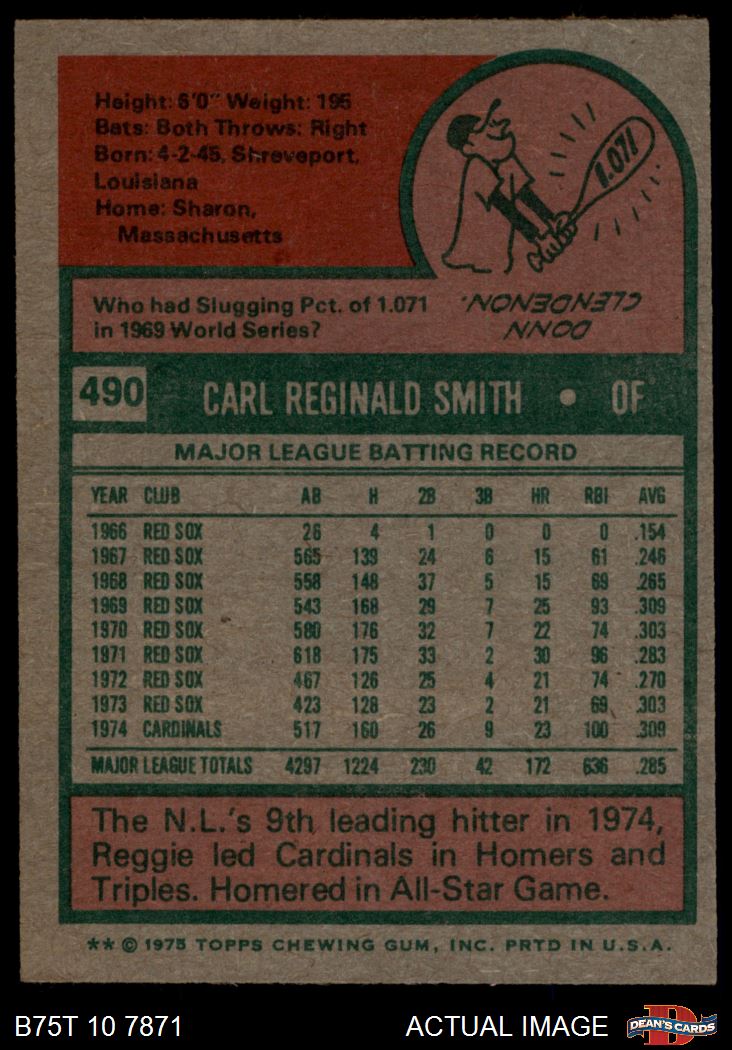 Height: 6'0" Weight: 195
Bats: Both Throws: Right
Born: 4-2-45, Shreveport,
Louisiana
Home: Sharon,
Massachusetts
1.071
Who had Slugging Pct. of 1.071
in 1969 World Series?
DONN
CLENDENON.
490 CARL REGINALD SMITH • OF
MAJOR LEAGUE BATTING RECORD
YEAR CLUB AB H 2B 3B HR RBI AVG
1966 RED SOX 26 4 1 0 0 0 .154
1967 RED SOX 565 139 24 6 15 61 .246
1968 RED SOX 558 148 37 5 15 69 .265
1969 RED SOX 543 168 29 7 25 93 .309
1970 RED SOX 580 176 32 7 22 74 .303
1971 RED SOX 618 175 33 2 30 96 .283
1972 RED SOX 467 126 25 4 21 74 .270
1973 RED SOX 423 128 23 2 21 69 .303
1974 CARDINALS 517 160 26 9 23 100 .309
MAJOR LEAGUE TOTALS 4297 1224 230 42 172 636 .285
The N.L.'s 9th leading hitter in 1974,
Reggie led Cardinals in Homers and
Triples. Homered in All-Star Game.
** © 1975 TOPPS CHEWING GUM, INC. PRTD IN U.S.A.
B75T 10 7871 ACTUAL IMAGE
D
DEAN'S CARDS